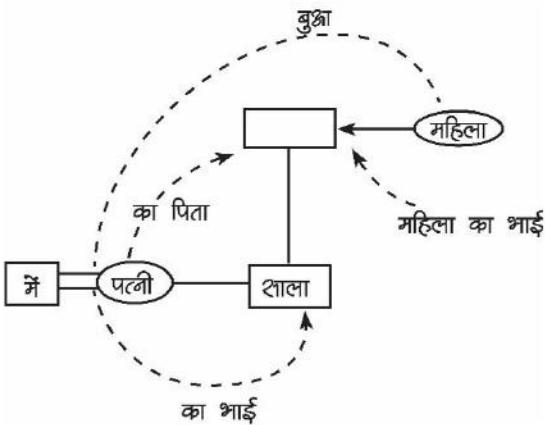 बुआ
महिला
का पिता
महिला का भाई
में
पत्नी
साला
का भाई